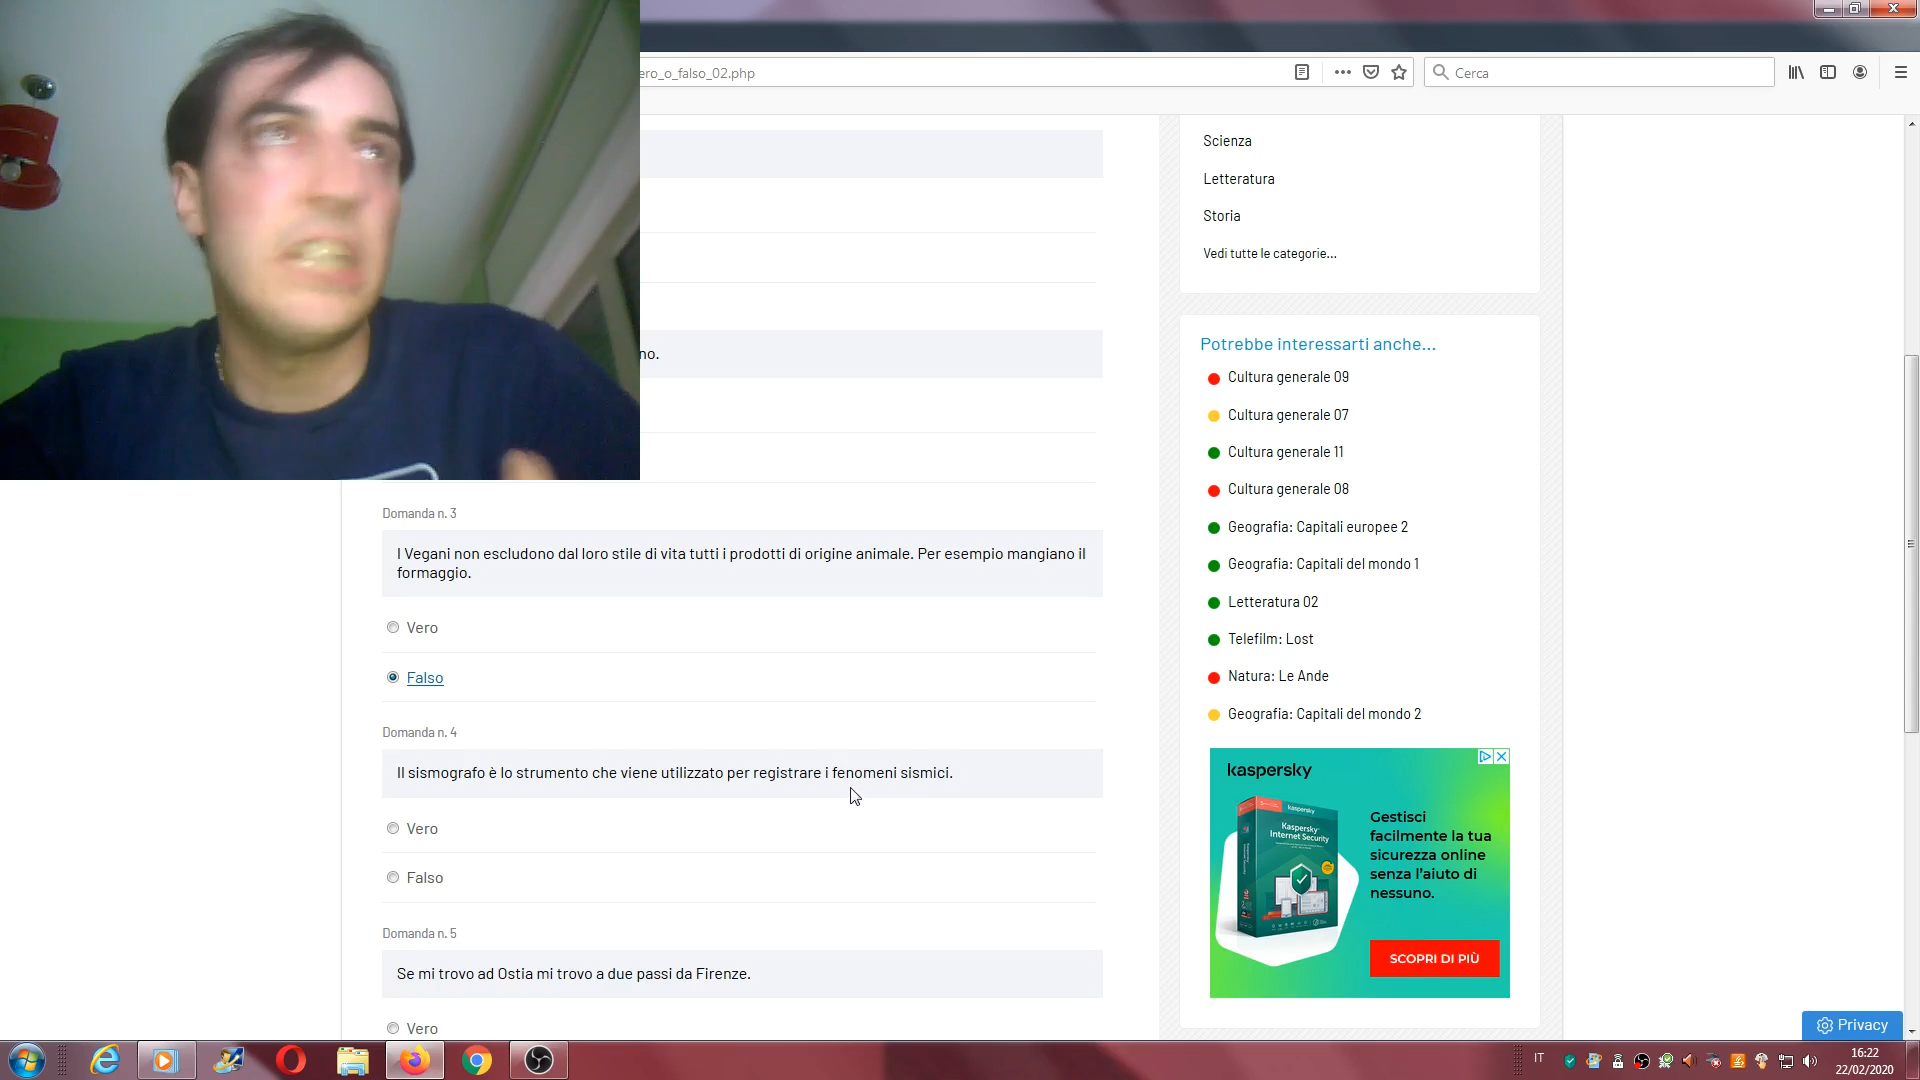 ero_o_falso_02.php
Cerca
Scienza
Letteratura
Storia
Vedi tutte le categorie...
no.
Potrebbe interessarti anche...
Cultura generale 09
Cultura generale 07
Cultura generale 11
Cultura generale 08
Geografia: Capitali europee 2
Geografia: Capitali del mondo 1
Letteratura 02
Telefilm: Lost
Natura: Le Ande
Geografia: Capitali del mondo 2
Domanda n. 3
I Vegani non escludono dal loro stile di vita tutti i prodotti di origine animale. Per esempio mangiano il
formaggio.
Vero
Falso
Domanda n. 4
Il sismografo è lo strumento che viene utilizzato per registrare i fenomeni sismici.
Vero
Falso
Domanda n. 5
Se mi trovo ad Ostia mi trovo a due passi da Firenze.
Vero
kaspersky
kaspersky
Kaspersky
Internet Security
Gestisci
facilmente la tua
sicurezza online
senza l'aiuto di
nessuno.
SCOPRI DI PIÙ
Privacy
IT
16:22
22/02/2020